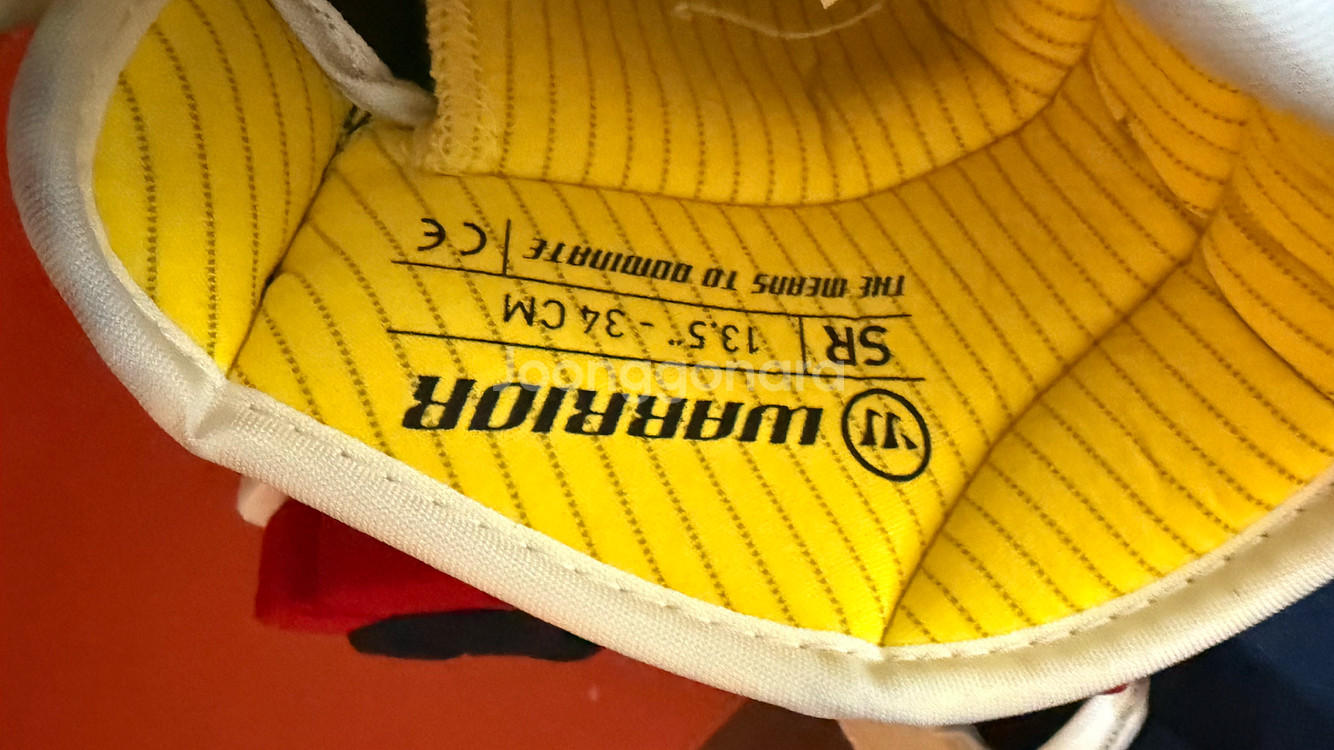 WARRIOR
SR 13.5" - 34 CM
THE MEANS TO DOMINATE CE